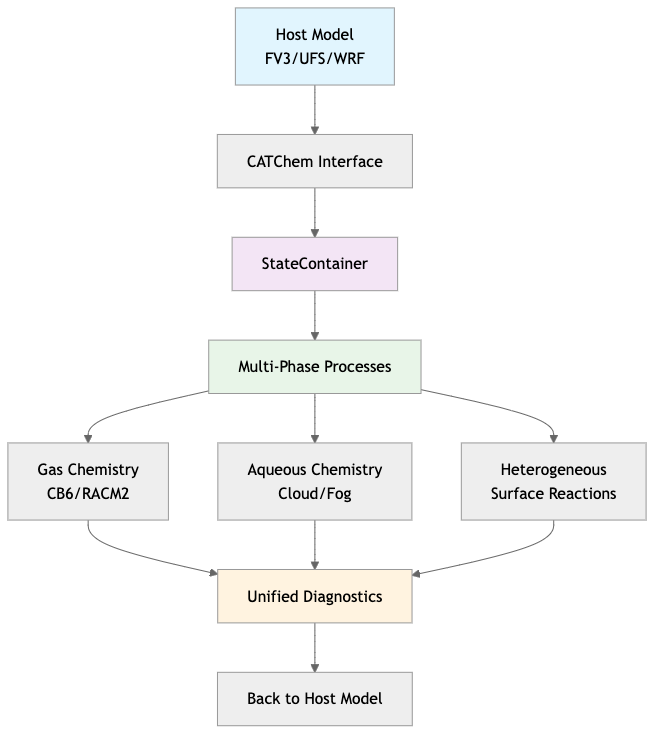 Host Model
FV3/UFS/WRF
CATChem Interface
StateContainer
Multi-Phase Processes
Gas Chemistry
CB6/RACM2
Aqueous Chemistry
Cloud/Fog
Heterogeneous
Surface Reactions
Unified Diagnostics
Back to Host Model